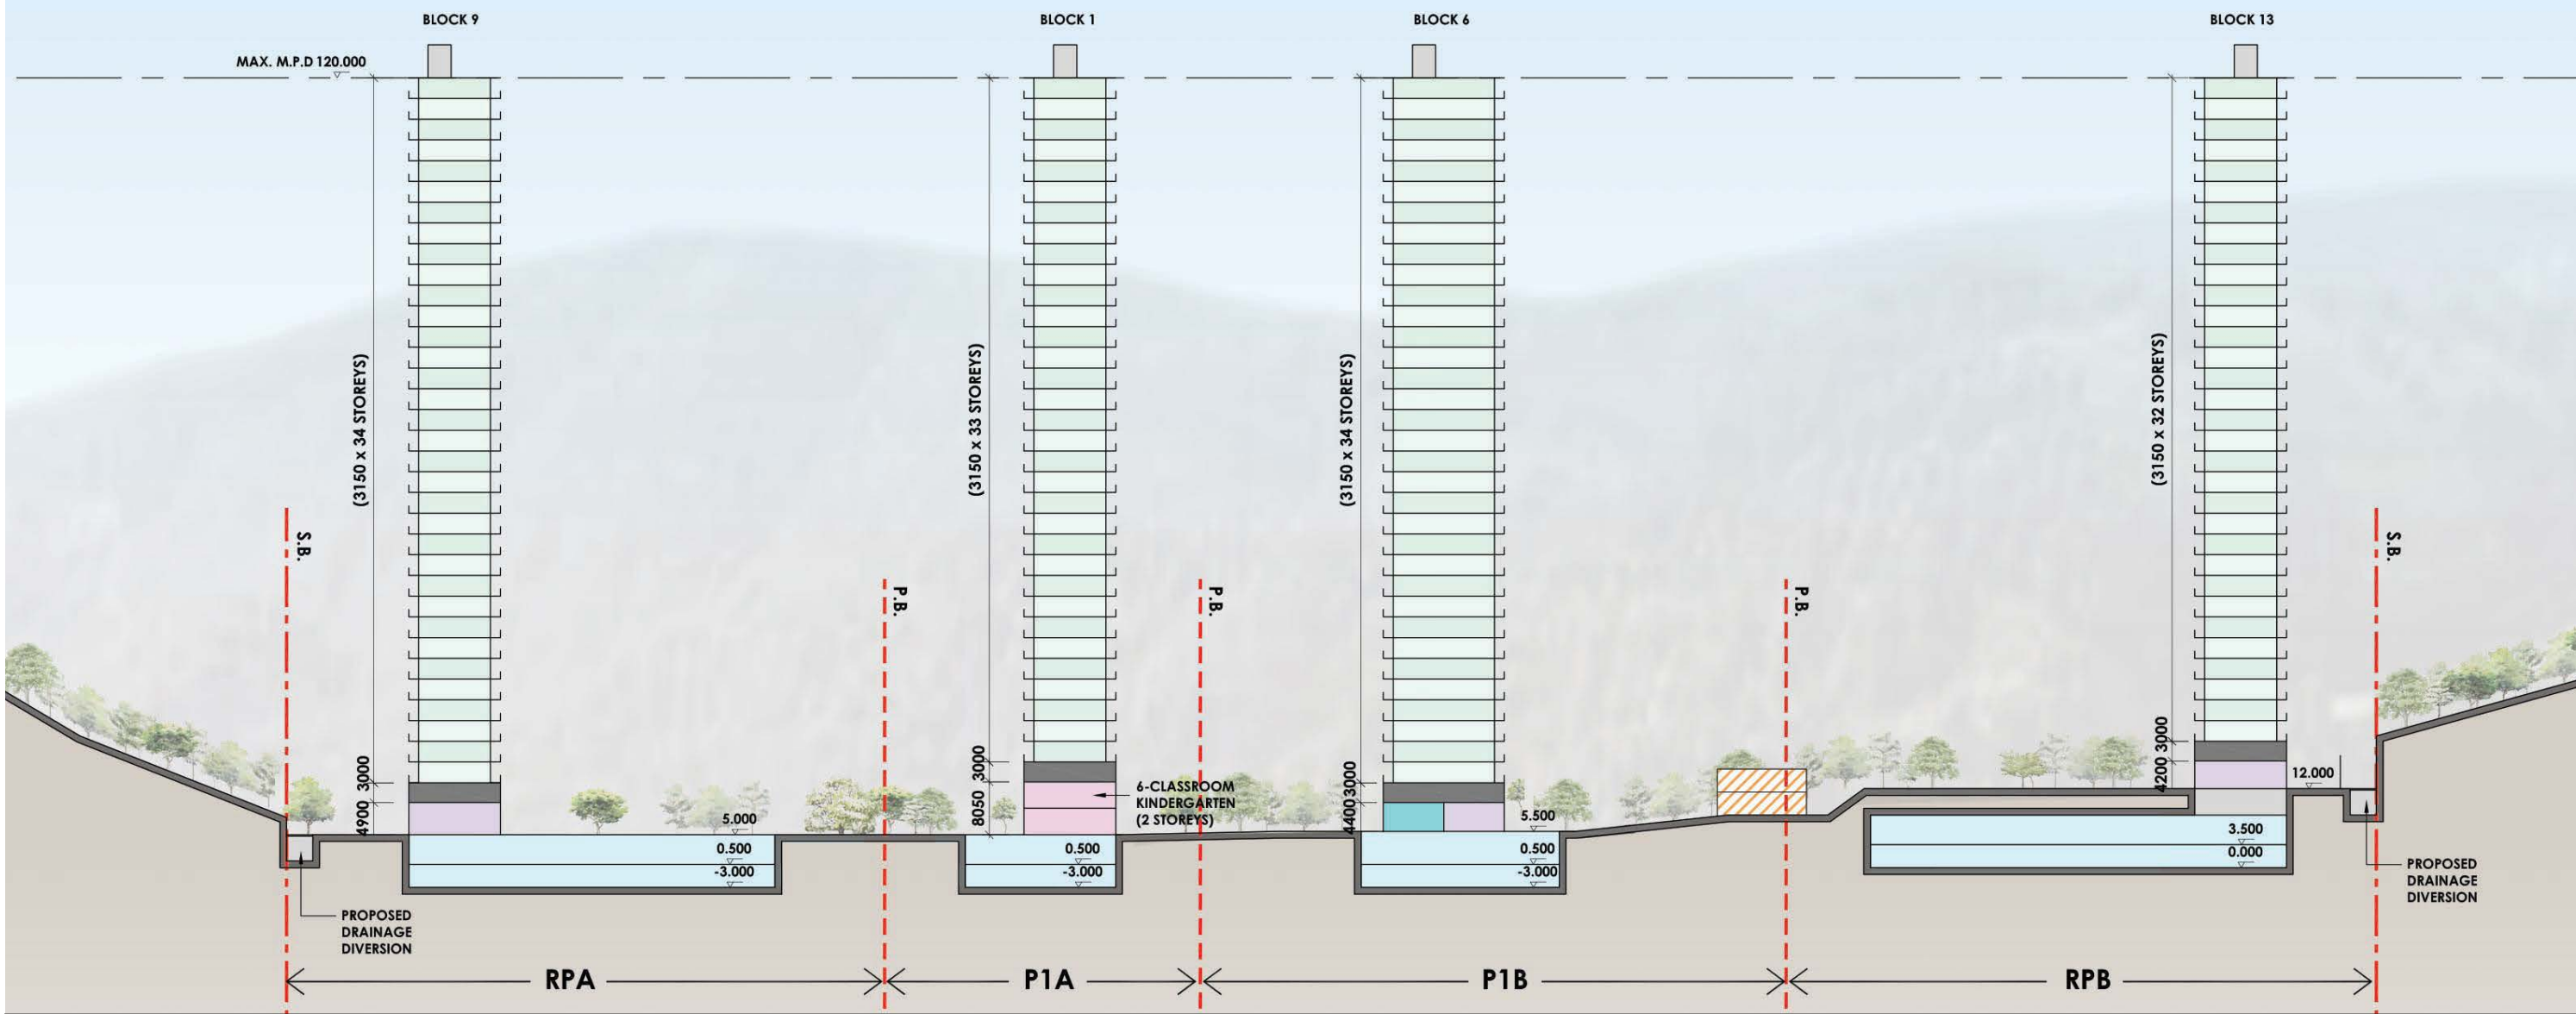 BLOCK 9
BLOCK 1
BLOCK 6
BLOCK 13
MAX. M.P.D 120.000
(3150 x 34 STOREYS)
(3150 x 33 STOREYS)
(3150 x 34 STOREYS)
(3150 x 32 STOREYS)
S.B.
P.B.
P.B.
P.B.
S.B.
3000
4900
3000
8050
3000
4400
3000
4200
6-CLASSROOM
KINDERGARTEN
(2 STOREYS)
12.000
5.000
0.500
-3.000
0.500
-3.000
5.500
0.500
-3.000
3.500
0.000
PROPOSED
DRAINAGE
DIVERSION
PROPOSED
DRAINAGE
DIVERSION
RPA
P1A
P1B
RPB